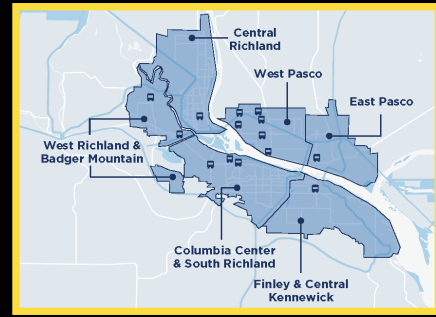 Central
Richland
West Pasco
East Pasco
West Richland &
Badger Mountain
Columbia Center
& South Richland
Finley & Central
Kennewick